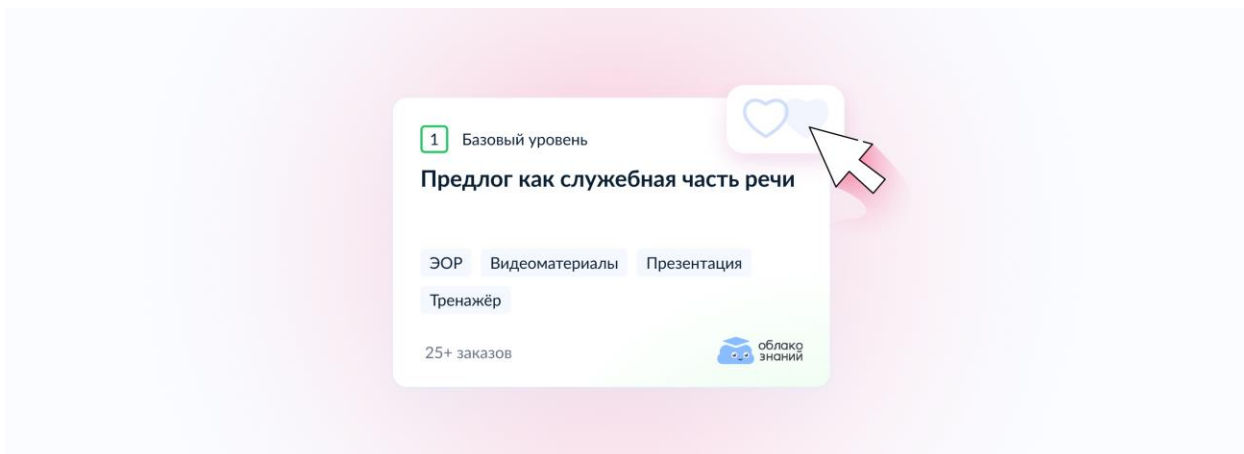 1 Базовый уровень
Предлог как служебная часть речи
ЭОР Видеоматериалы Презентация
Тренажёр
25+ заказов
облако
знаний